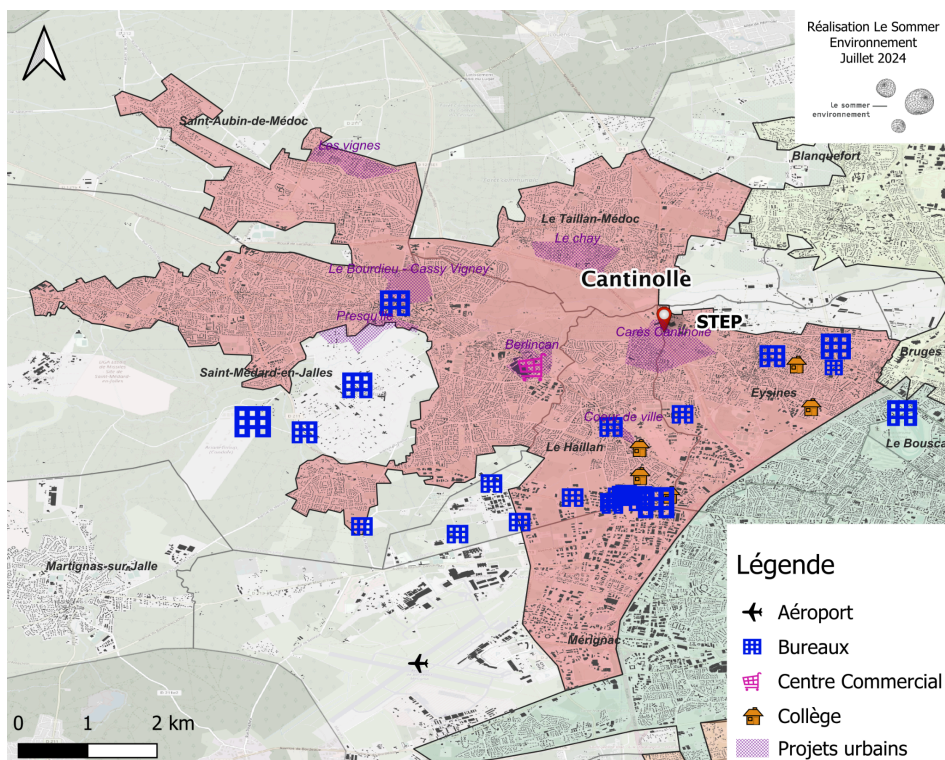 Réalisation Le Sommer
Environnement
Juillet 2024
le sommer
environnement
Saint-Aubin-de-Médoc
Les vignes
Blanquefort
Le Taillan-Médoc
Le chay
Cantinolle
Le Bourdieu - Cassy Vigney
Presqu'île
STEP
Carès Cantinolle
Berlincan
Bruges
Saint-Médard-en-Jalles
Eysines
Coeur de ville
Le Haillan
Le Bousca
Martignas-sur-Jalle
Mérignac
Légende
Aéroport
Bureaux
Centre Commercial
Collège
Projets urbains
0 1 2 km